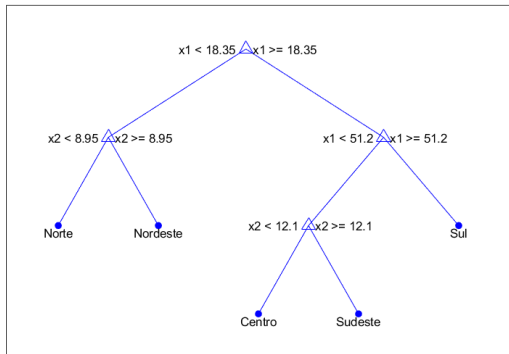 x1 < 18.35 x1 >= 18.35
x2 < 8.95 x2 >= 8.95
x1 < 51.2 x1 >= 51.2
Norte
Nordeste
x2 < 12.1 x2 >= 12.1
Sul
Centro
Sudeste